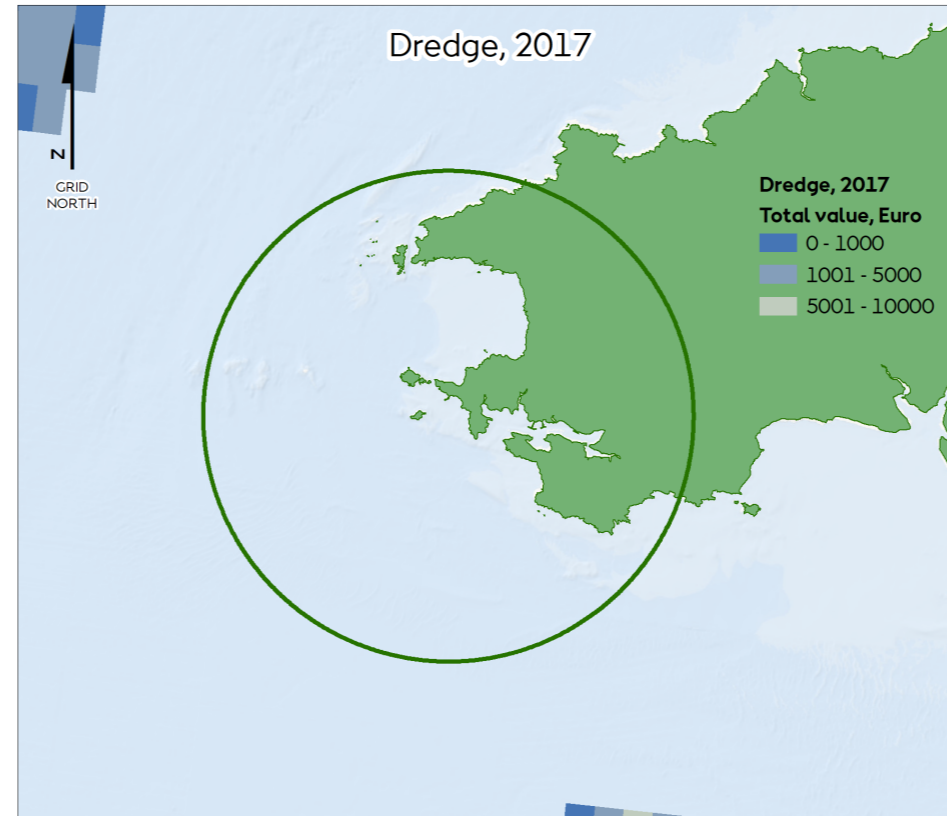 Dredge, 2017
N
GRID
NORTH
Dredge, 2017
Total value, Euro
0 - 1000
1001 - 5000
5001 - 10000